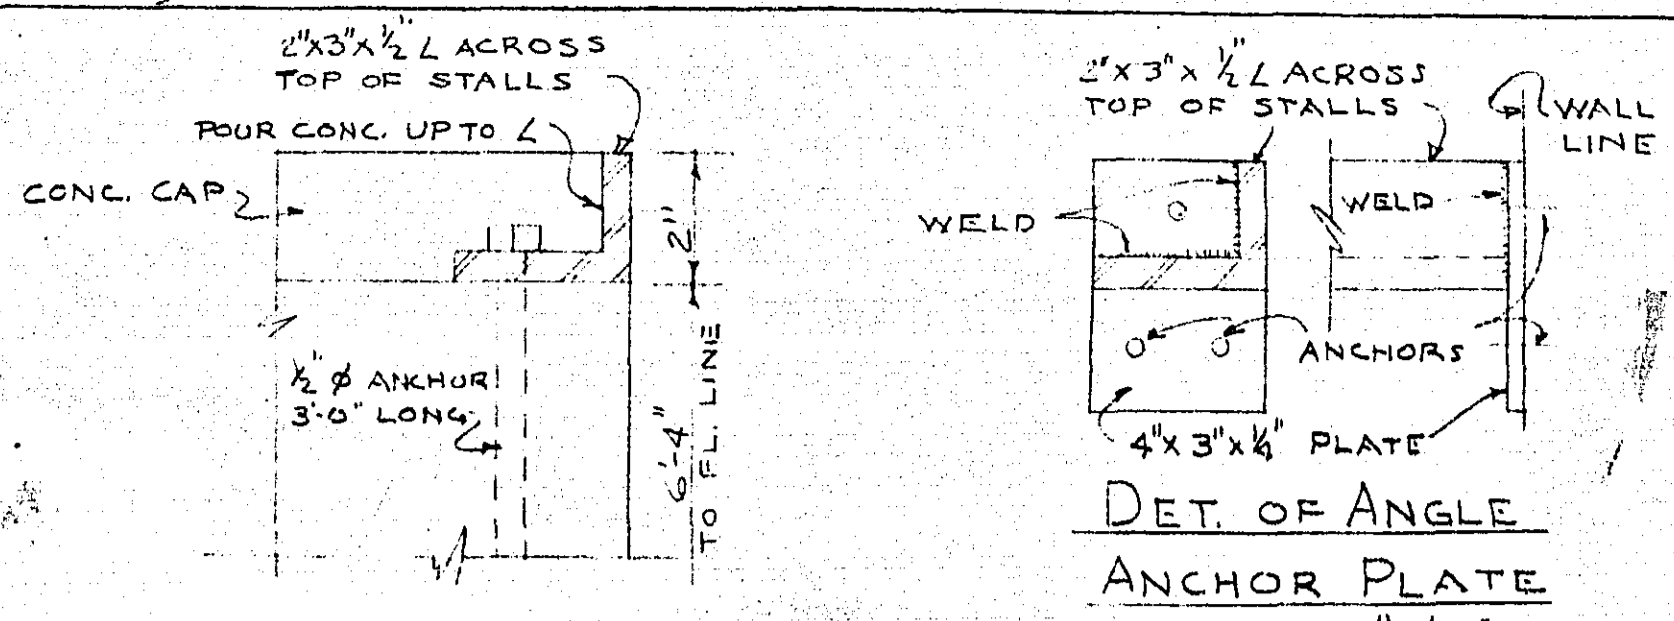 2"x3"x½" L ACROSS
TOP OF STALLS
POUR CONC. UP TO L
CONC. CAP
2"
½" ø ANCHOR
3'-0" LONG
6'-4"
TO FL. LINE
2"x3"x½" L ACROSS
TOP OF STALLS
WALL
LINE
WELD
WELD
ANCHORS
4"x3"x¼" PLATE
DET. OF ANGLE
ANCHOR PLATE